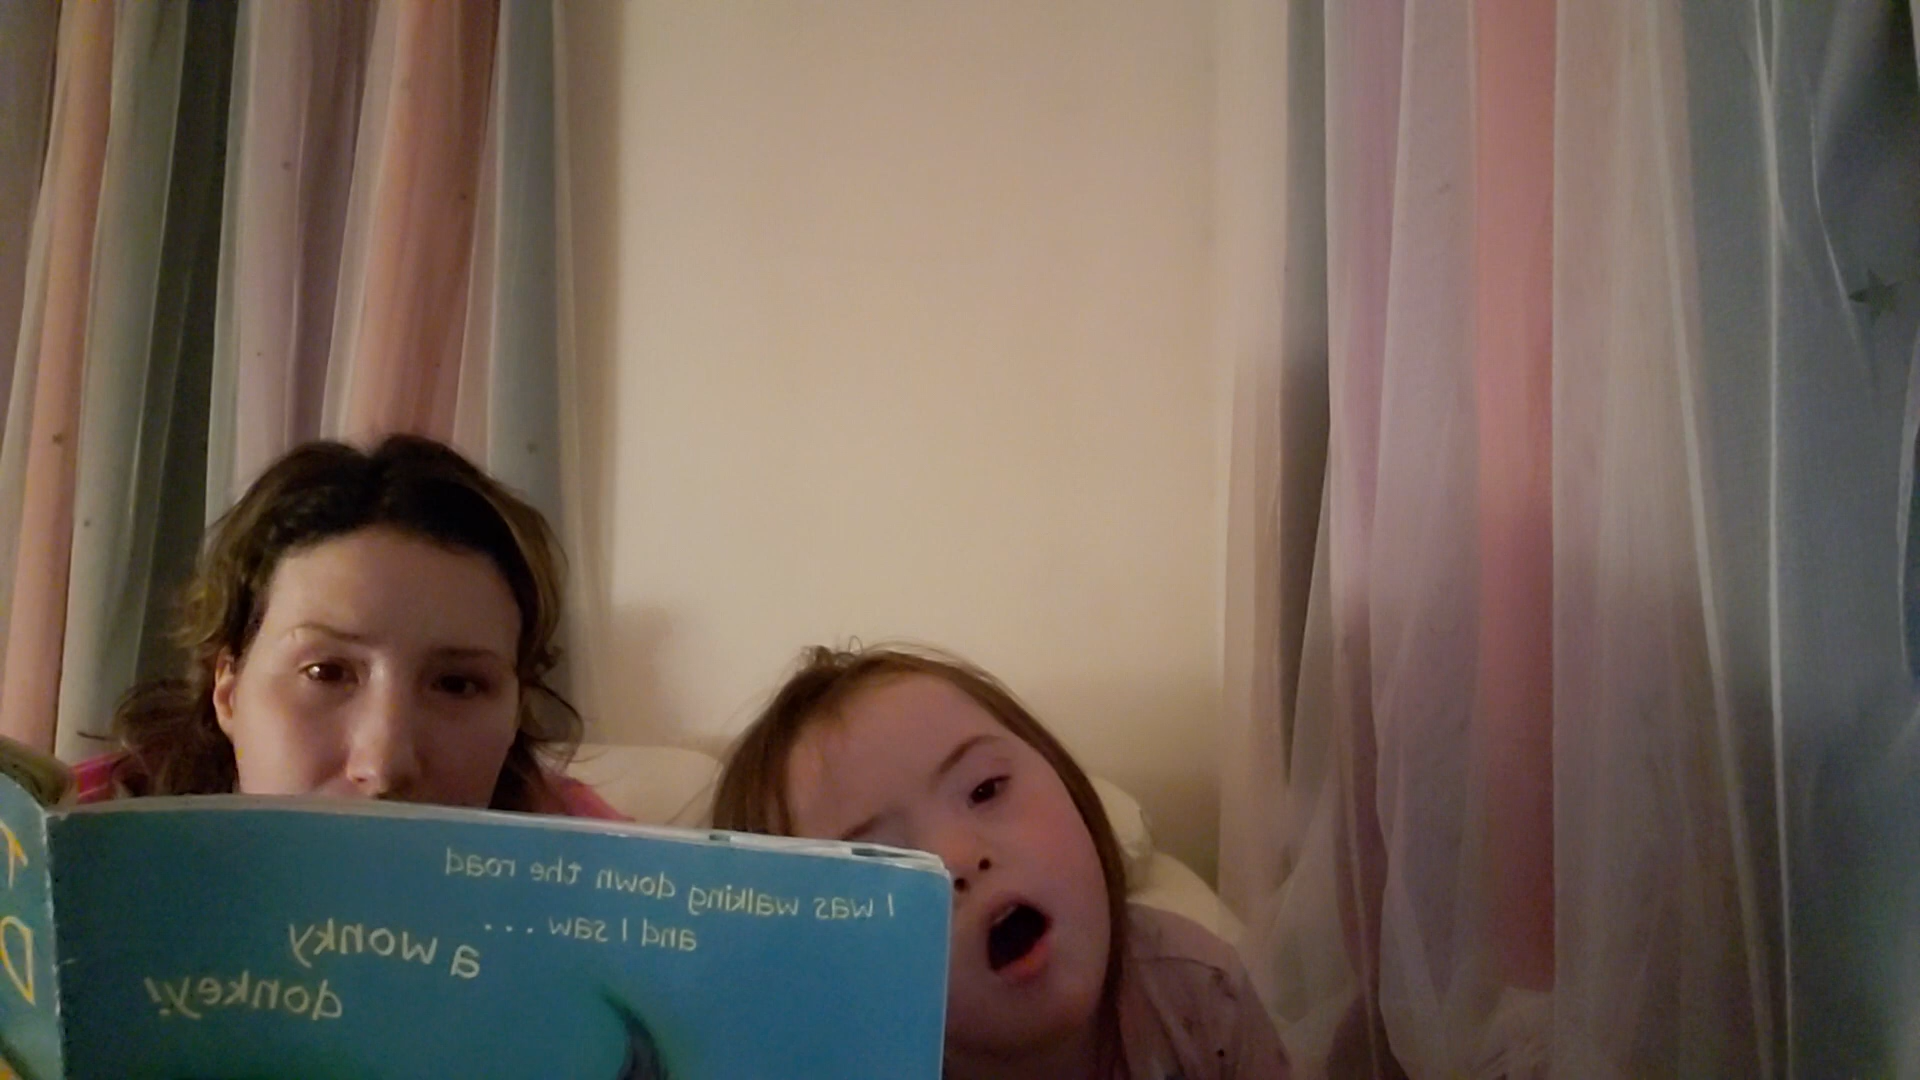 I was walking down the road
and I saw . . .
a wonky
donkey!